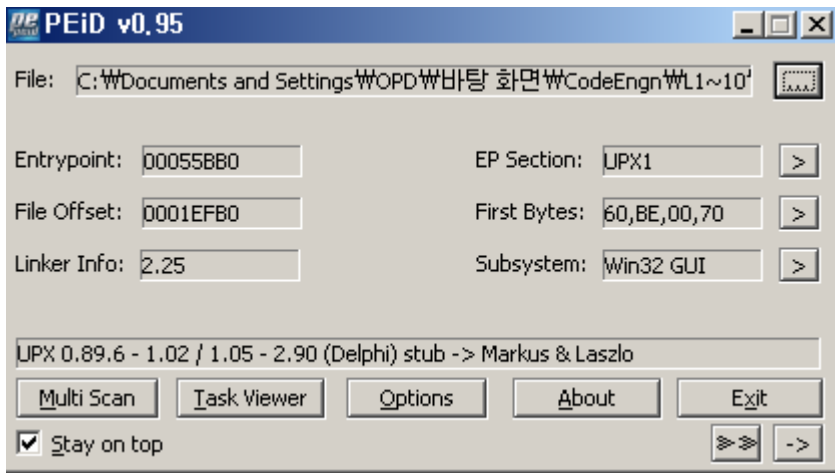 PEiD v0.95
File: C:₩Documents and Settings₩OPD₩바탕 화면₩CodeEngn₩L1~10
Entrypoint: 00055BB0 EP Section: UPX1 >
File Offset: 0001EFB0 First Bytes: 60,BE,00,70 >
Linker Info: 2.25 Subsystem: Win32 GUI >
UPX 0.89.6 - 1.02 / 1.05 - 2.90 (Delphi) stub -> Markus & Laszlo
Multi Scan Task Viewer Options About Exit
Stay on top >> ->